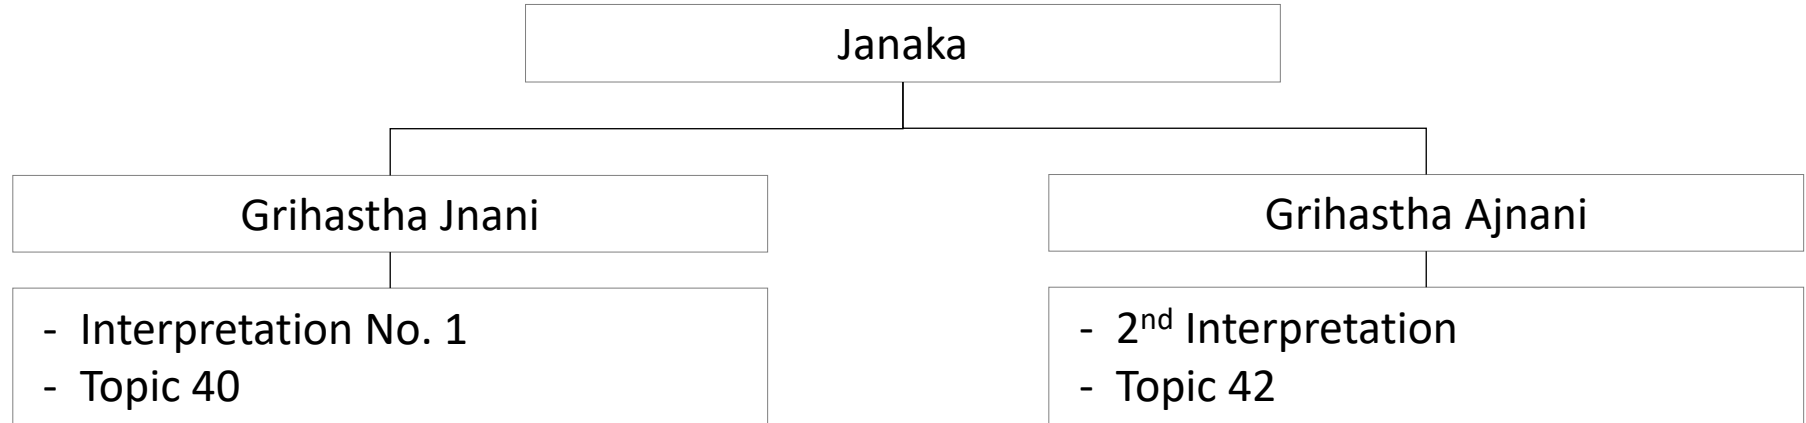 Janaka
Grihastha Jnani
Grihastha Ajnani
- Interpretation No. 1
- Topic 40
- 2nd Interpretation
- Topic 42